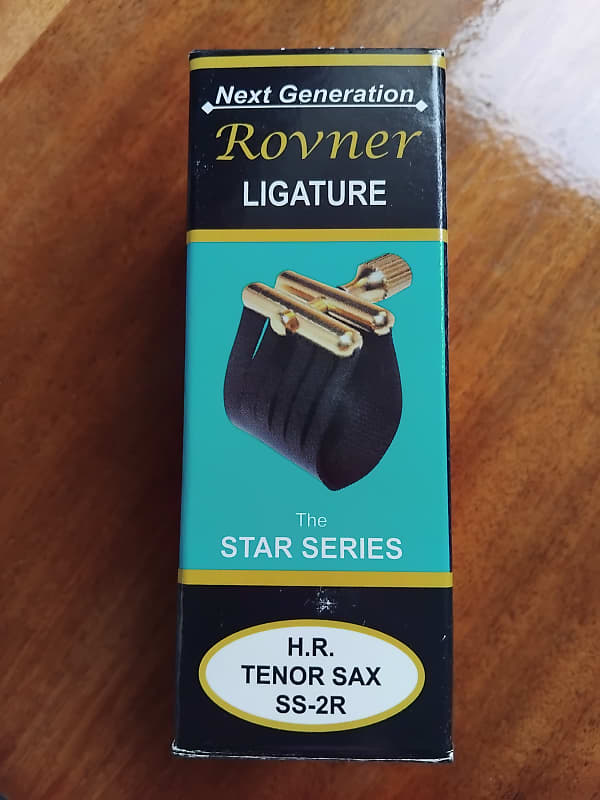 Next Generation
Rovner
LIGATURE
The
STAR SERIES
H.R.
TENOR SAX
SS-2R